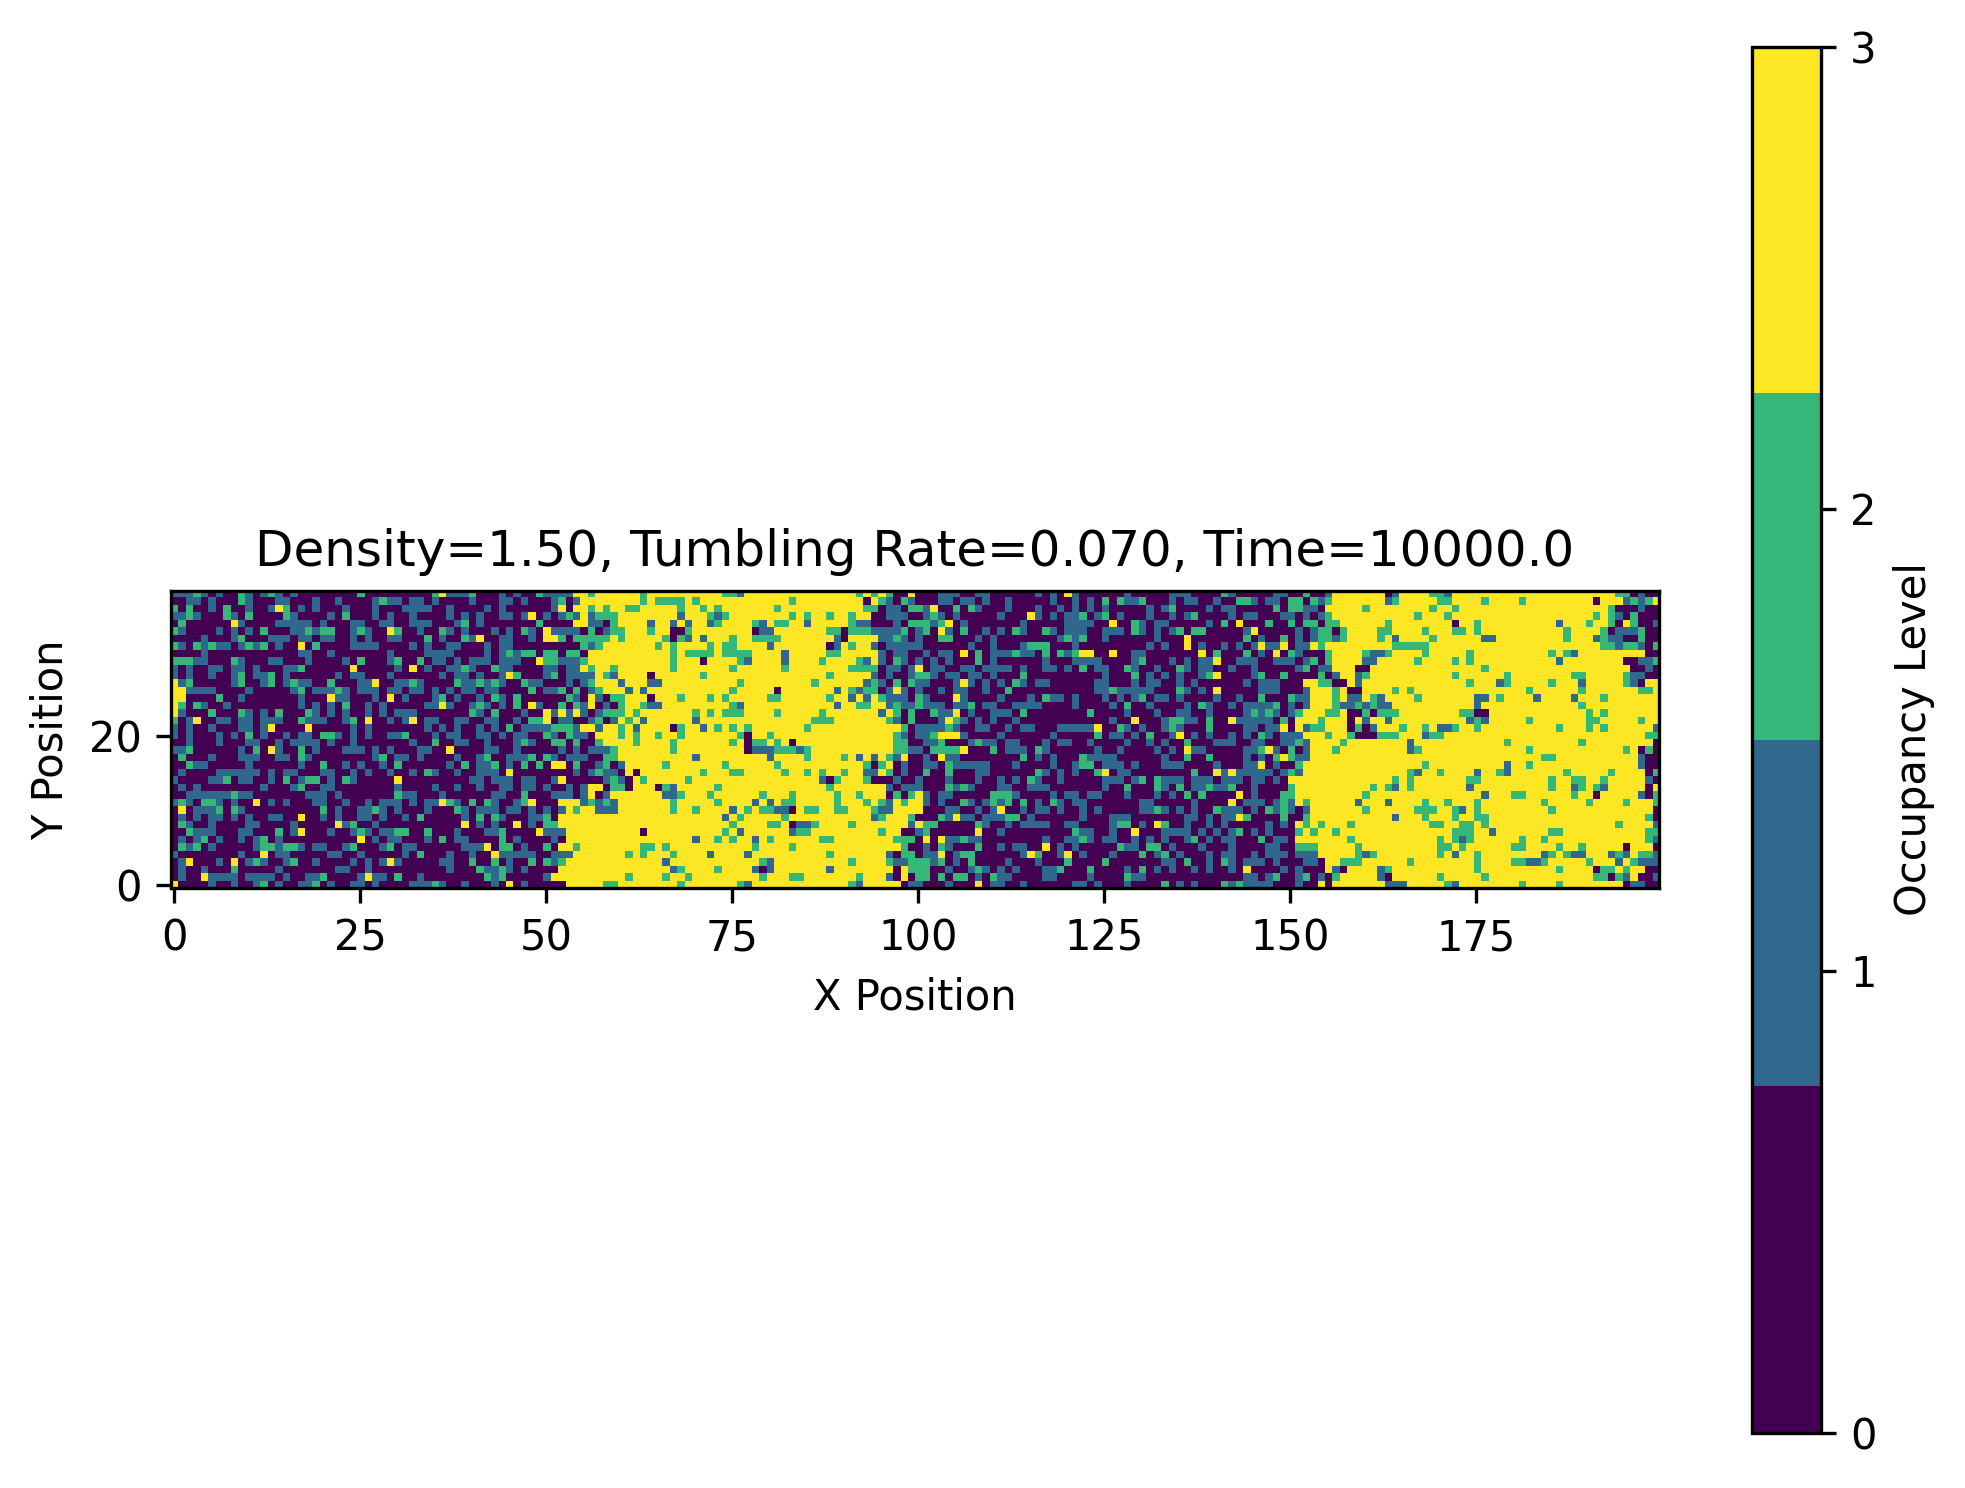 Density=1.50, Tumbling Rate=0.070, Time=10000.0
Y Position
20
0
0 25 50 75 100 125 150 175
X Position
3
2
1
0
Occupancy Level